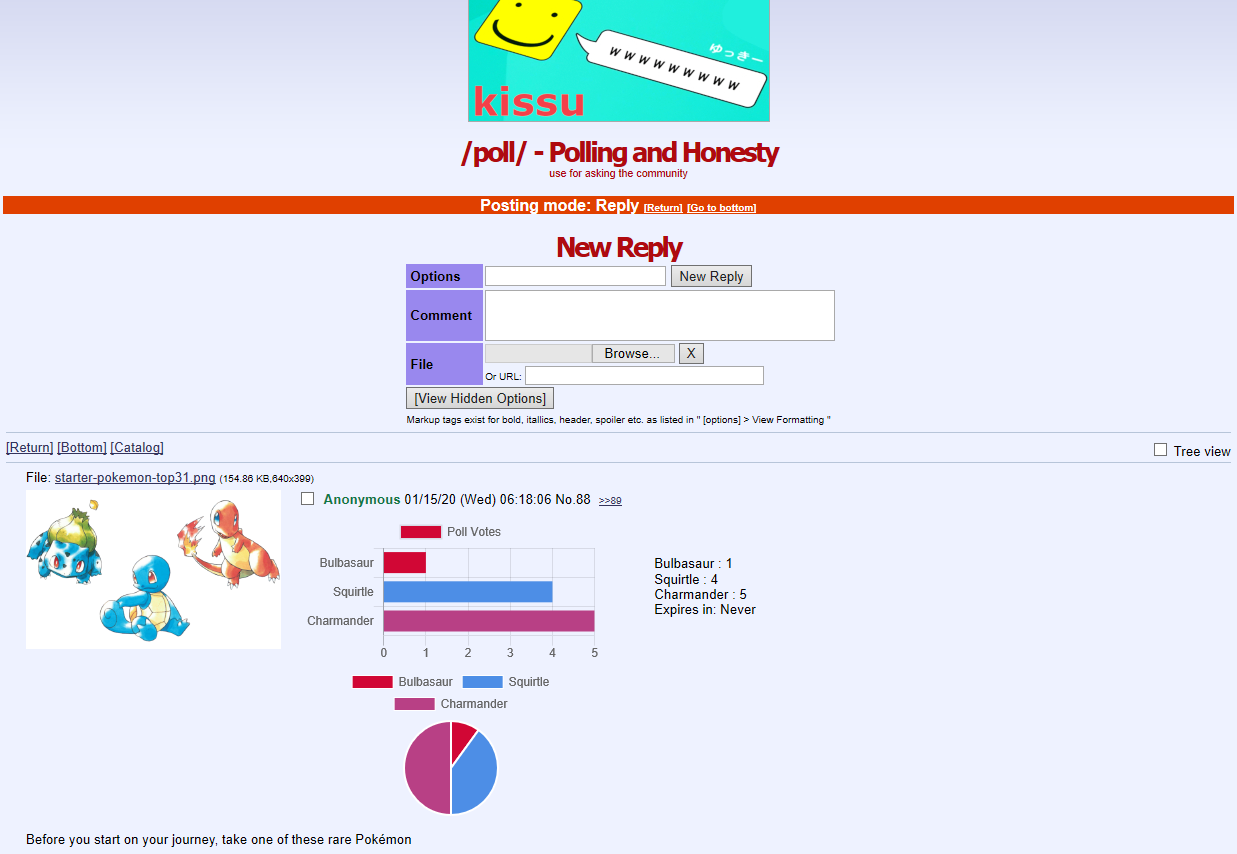 wwwwwwwww
ゆっきー
kissu
/poll/ - Polling and Honesty
use for asking the community
Posting mode: Reply [Return] [Go to bottom]
New Reply
Options New Reply
Comment
File Browse... X
Or URL:
[View Hidden Options]
Markup tags exist for bold, itallics, header, spoiler etc. as listed in " [options] > View Formatting "
[Return] [Bottom] [Catalog] Tree view
File: starter-pokemon-top31.png (154.86 KB,640x399)
Anonymous 01/15/20 (Wed) 06:18:06 No.88 >>89
Poll Votes
Bulbasaur
Squirtle
Charmander
0 1 2 3 4 5
Bulbasaur : 1
Squirtle : 4
Charmander : 5
Expires in: Never
Bulbasaur Squirtle
Charmander
Before you start on your journey, take one of these rare Pokémon